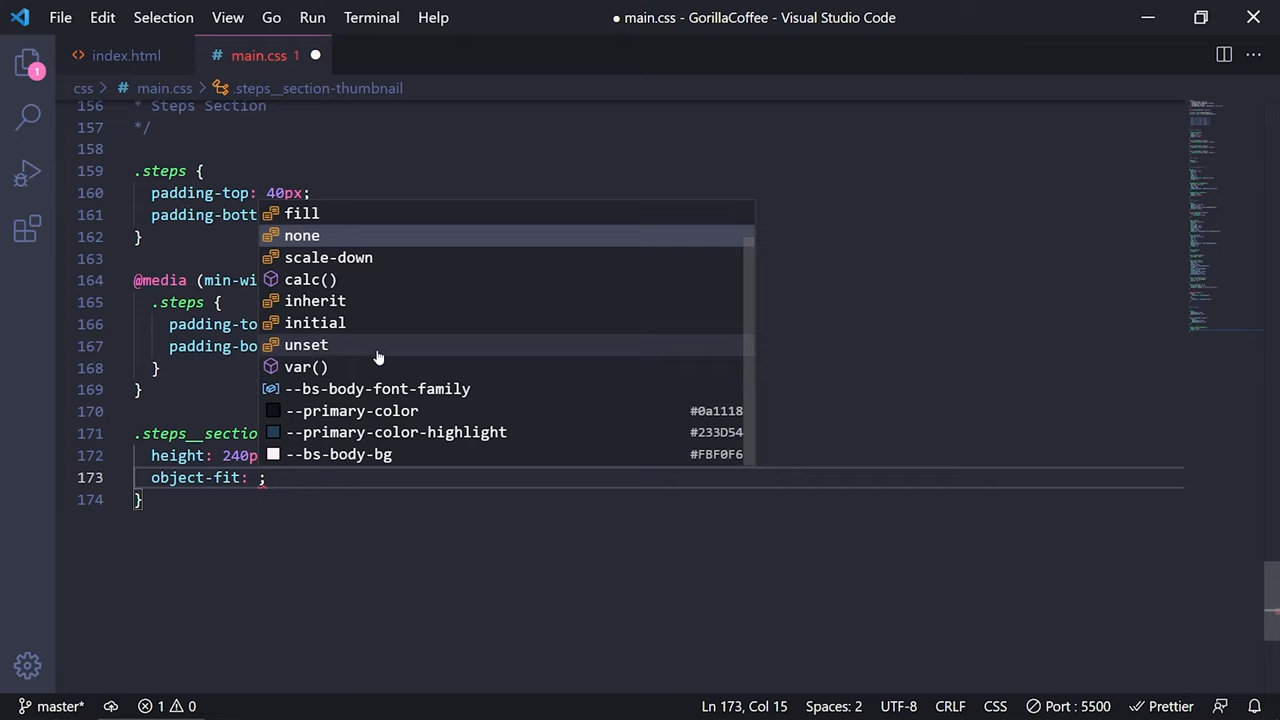 File Edit Selection View Go Run Terminal Help ● main.css - GorillaCoffee - Visual Studio Code
1
<> index.html # main.css 1
css > # main.css > .steps__section-thumbnail
156 * Steps Section
157 */
158
159 .steps {
160 padding-top: 40px;
161 padding-bott
162 }
163
164 @media (min-wi
165 .steps {
166 padding-to
167 padding-bo
168 }
169 }
170
171 .steps__sectio
172 height: 240p
173 object-fit: ;
174 }
fill
none
scale-down
calc()
inherit
initial
unset
var()
--bs-body-font-family
--primary-color #0a1118
--primary-color-highlight #233D54
--bs-body-bg #FBF0F6
master* 1 0 Ln 173, Col 15 Spaces: 2 UTF-8 CRLF CSS Port : 5500 Prettier